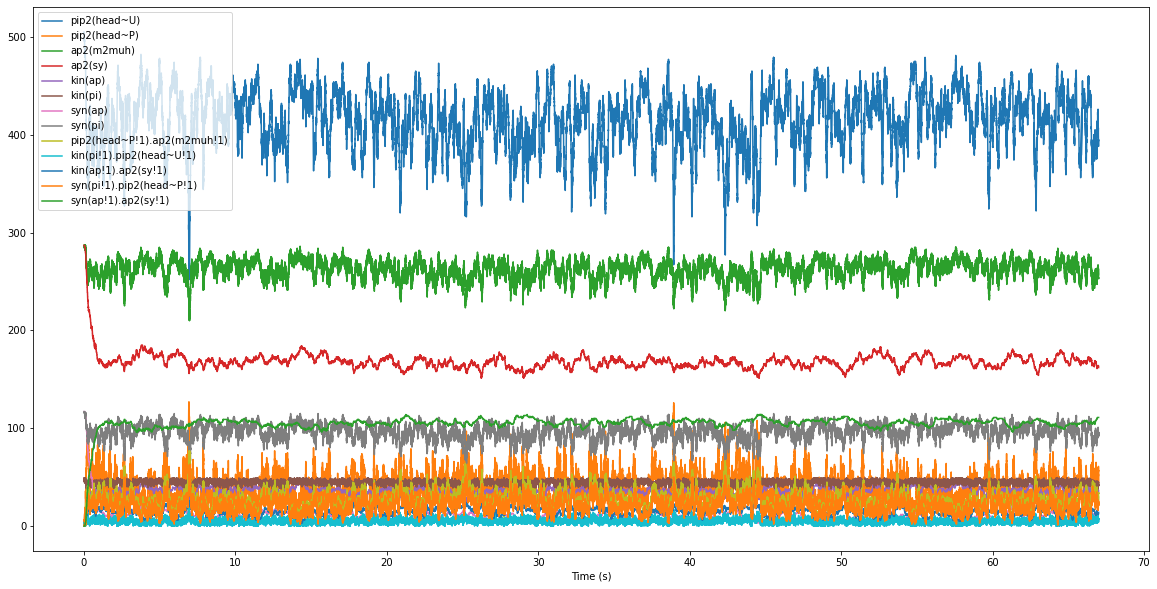 pip2(head~U)
pip2(head~P)
ap2(m2muh)
ap2(sy)
kin(ap)
kin(pi)
syn(ap)
syn(pi)
pip2(head~P!1).ap2(m2muh!1)
kin(pi!1).pip2(head~U!1)
kin(ap!1).ap2(sy!1)
syn(pi!1).pip2(head~P!1)
syn(ap!1).ap2(sy!1)
500
400
300
200
100
0
0 10 20 30 40 50 60 70
Time (s)